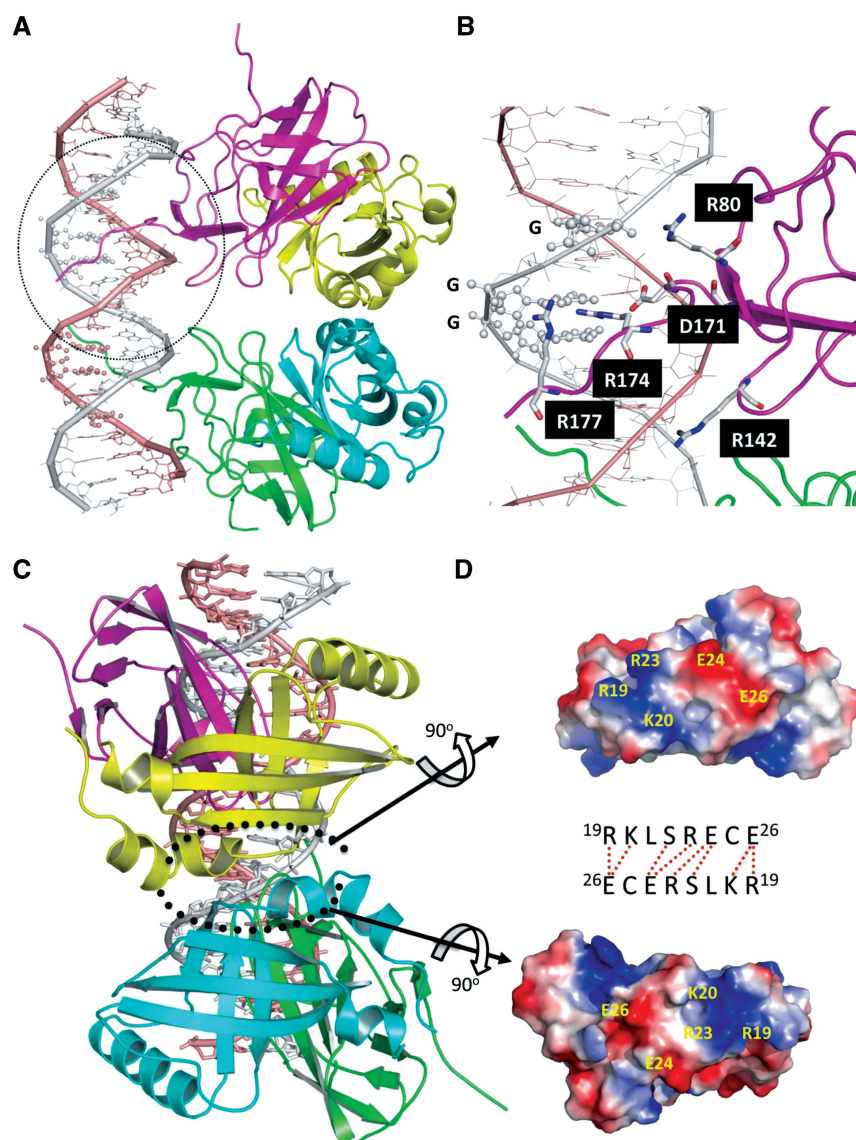 A
B
R80
G
G
G
D171
R174
R177
R142
C
D
90°
90°
R23
E24
R19
E26
K20
¹⁹RKLSRECE²⁶
²⁶ECERSLKR¹⁹
K20
E26
R23
R19
E24